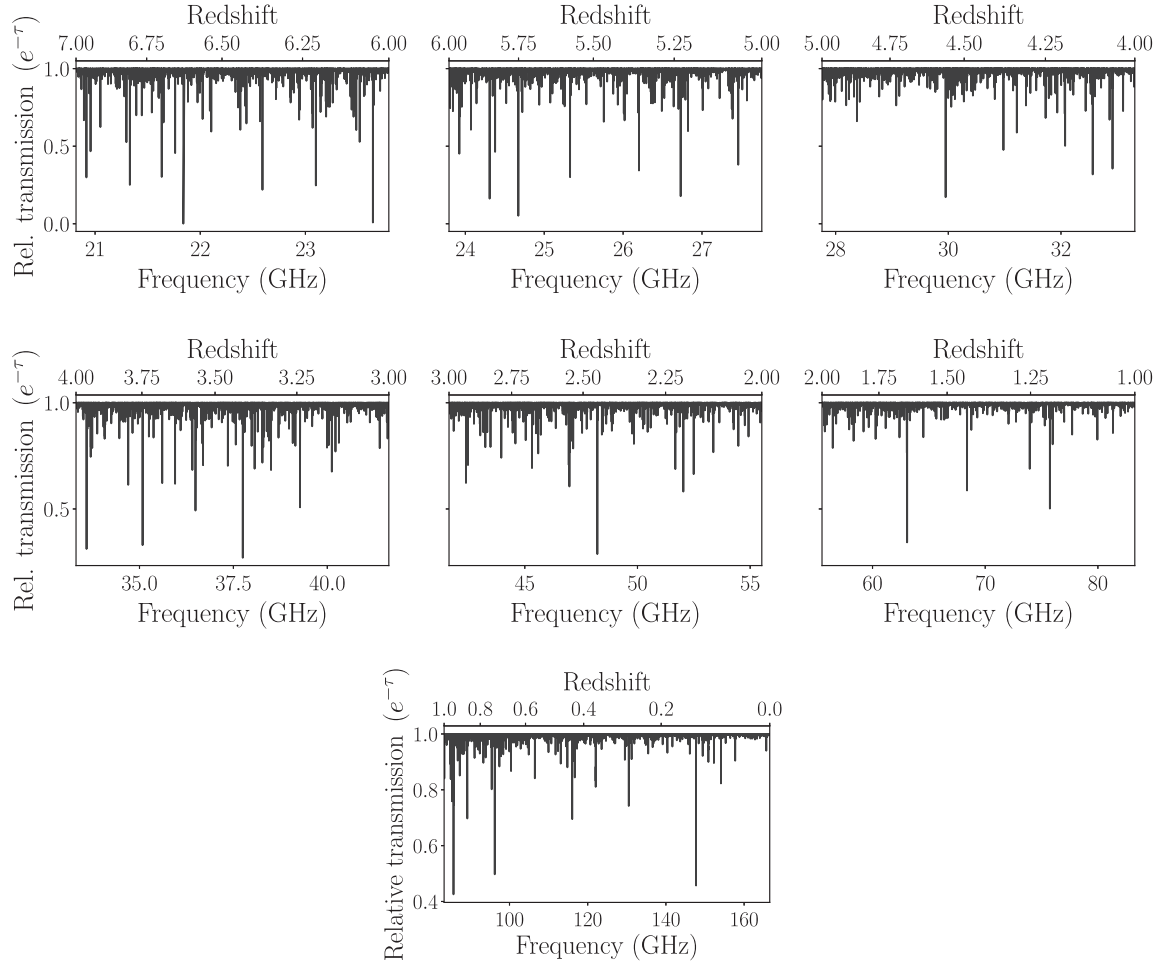 Redshift
7.00 6.75 6.50 6.25 6.00
Rel. transmission (e^{-τ})
1.0
0.5
0.0
21 22 23
Frequency (GHz)
Redshift
6.00 5.75 5.50 5.25 5.00
24 25 26 27
Frequency (GHz)
Redshift
5.00 4.75 4.50 4.25 4.00
28 30 32
Frequency (GHz)
Redshift
4.00 3.75 3.50 3.25 3.00
Rel. transmission (e^{-τ})
1.0
0.5
35.0 37.5 40.0
Frequency (GHz)
Redshift
3.00 2.75 2.50 2.25 2.00
45 50 55
Frequency (GHz)
Redshift
2.00 1.75 1.50 1.25 1.00
60 70 80
Frequency (GHz)
Redshift
1.0 0.8 0.6 0.4 0.2 0.0
Relative transmission (e^{-τ})
1.0
0.8
0.6
0.4
100 120 140 160
Frequency (GHz)